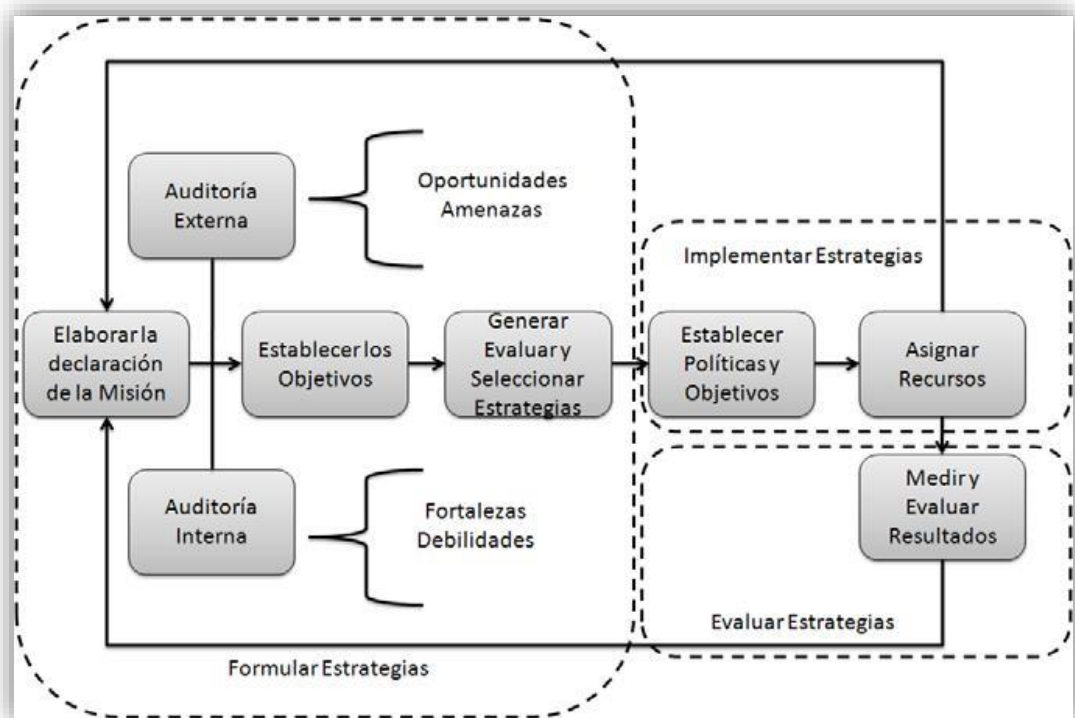 Auditoría
Externa
Oportunidades
Amenazas
Implementar Estrategias
Elaborar la
declaración
de la Misión
Establecer los
Objetivos
Generar
Evaluar y
Seleccionar
Estrategias
Establecer
Políticas y
Objetivos
Asignar
Recursos
Auditoría
Interna
Fortalezas
Debilidades
Medir y
Evaluar
Resultados
Evaluar Estrategias
Formular Estrategias